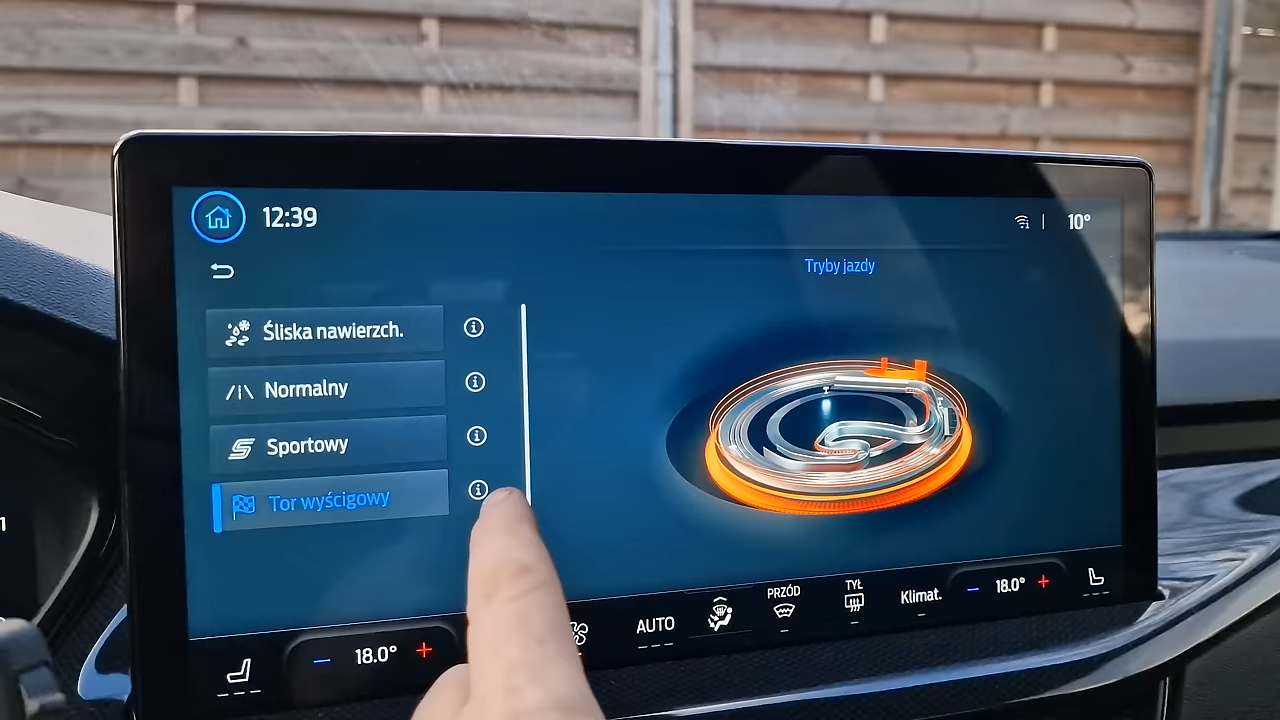 12:39
10°
Tryby jazdy
Śliska nawierzch.
Normalny
Sportowy
Tor wyścigowy
18.0°
AUTO
PRZÓD
TYŁ
Klimat.
18.0°